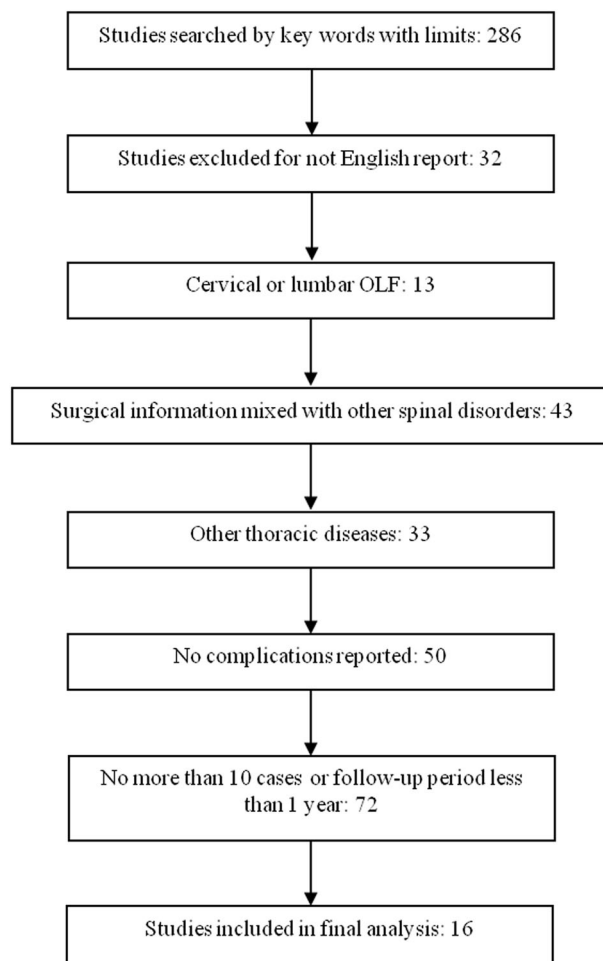 Studies searched by key words with limits: 286
Studies excluded for not English report: 32
Cervical or lumbar OLF: 13
Surgical information mixed with other spinal disorders: 43
Other thoracic diseases: 33
No complications reported: 50
No more than 10 cases or follow-up period less
than 1 year: 72
Studies included in final analysis: 16